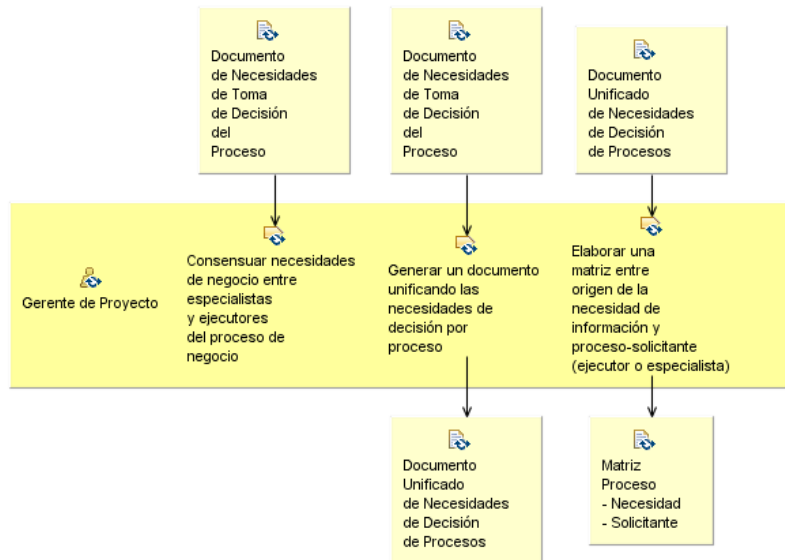 Documento
de Necesidades
de Toma
de Decisión
del
Proceso
Documento
de Necesidades
de Toma
de Decisión
del
Proceso
Documento
Unificado
de Necesidades
de Decisión
de Procesos
Gerente de Proyecto
Consensuar necesidades
de negocio entre
especialistas
y ejecutores
del proceso de
negocio
Generar un documento
unificando las
necesidades de
decisión por
proceso
Elaborar una
matriz entre
origen de la
necesidad de
información y
proceso-solicitante
(ejecutor o especialista)
Documento
Unificado
de Necesidades
de Decisión
de Procesos
Matriz
Proceso
- Necesidad
- Solicitante